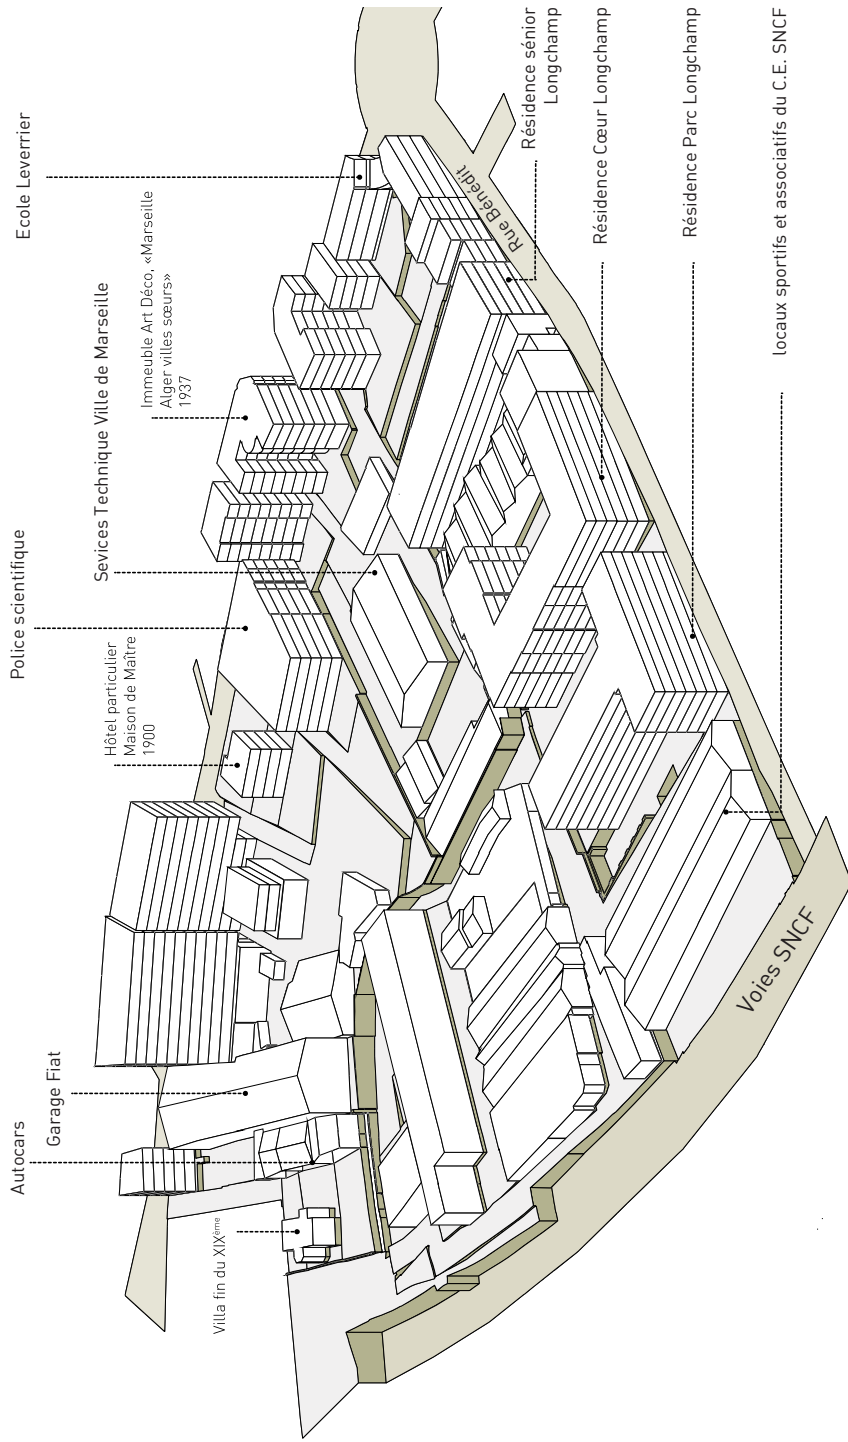 Autocars
Garage Fiat
Villa fin du XIXème
Hôtel particulier
Maison de Maître
1900
Police scientifique
Sevices Technique Ville de Marseille
Immeuble Art Déco, «Marseille
Alger villes sœurs»
1937
Ecole Leverrier
Rue Bénédit
Résidence sénior
Longchamp
Résidence Cœur Longchamp
Résidence Parc Longchamp
locaux sportifs et associatifs du C.E. SNCF
Voies SNCF